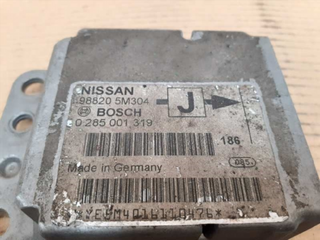 NISSAN
98820 5M304
J
BOSCH
0 285 001 319
186
Made in Germany